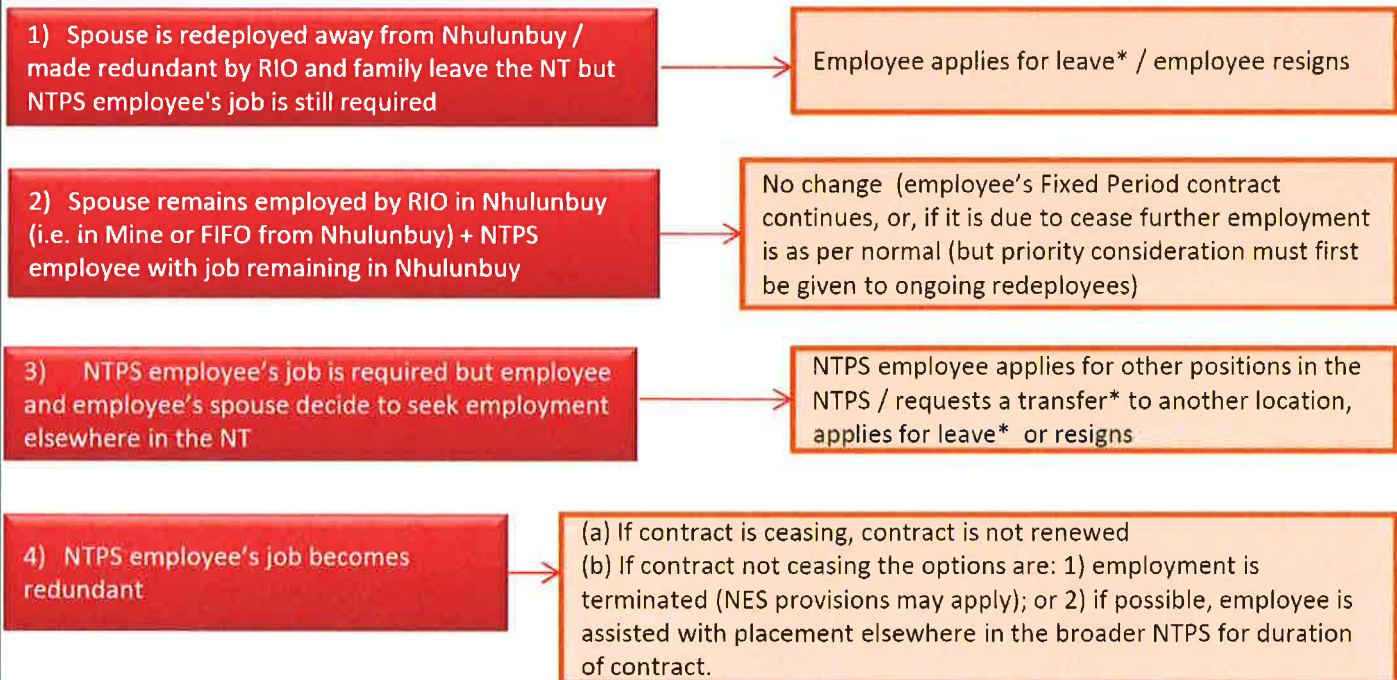 1) Spouse is redeployed away from Nhulunbuy /
made redundant by RIO and family leave the NT but
NTPS employee's job is still required
Employee applies for leave* / employee resigns
2) Spouse remains employed by RIO in Nhulunbuy
(i.e. in Mine or FIFO from Nhulunbuy) + NTPS
employee with job remaining in Nhulunbuy
No change (employee's Fixed Period contract
continues, or, if it is due to cease further employment
is as per normal (but priority consideration must first
be given to ongoing redeployees)
3) NTPS employee's job is required but employee
and employee's spouse decide to seek employment
elsewhere in the NT
NTPS employee applies for other positions in the
NTPS / requests a transfer* to another location,
applies for leave* or resigns
4) NTPS employee's job becomes
redundant
(a) If contract is ceasing, contract is not renewed
(b) If contract not ceasing the options are: 1) employment is
terminated (NES provisions may apply); or 2) if possible, employee is
assisted with placement elsewhere in the broader NTPS for duration
of contract.